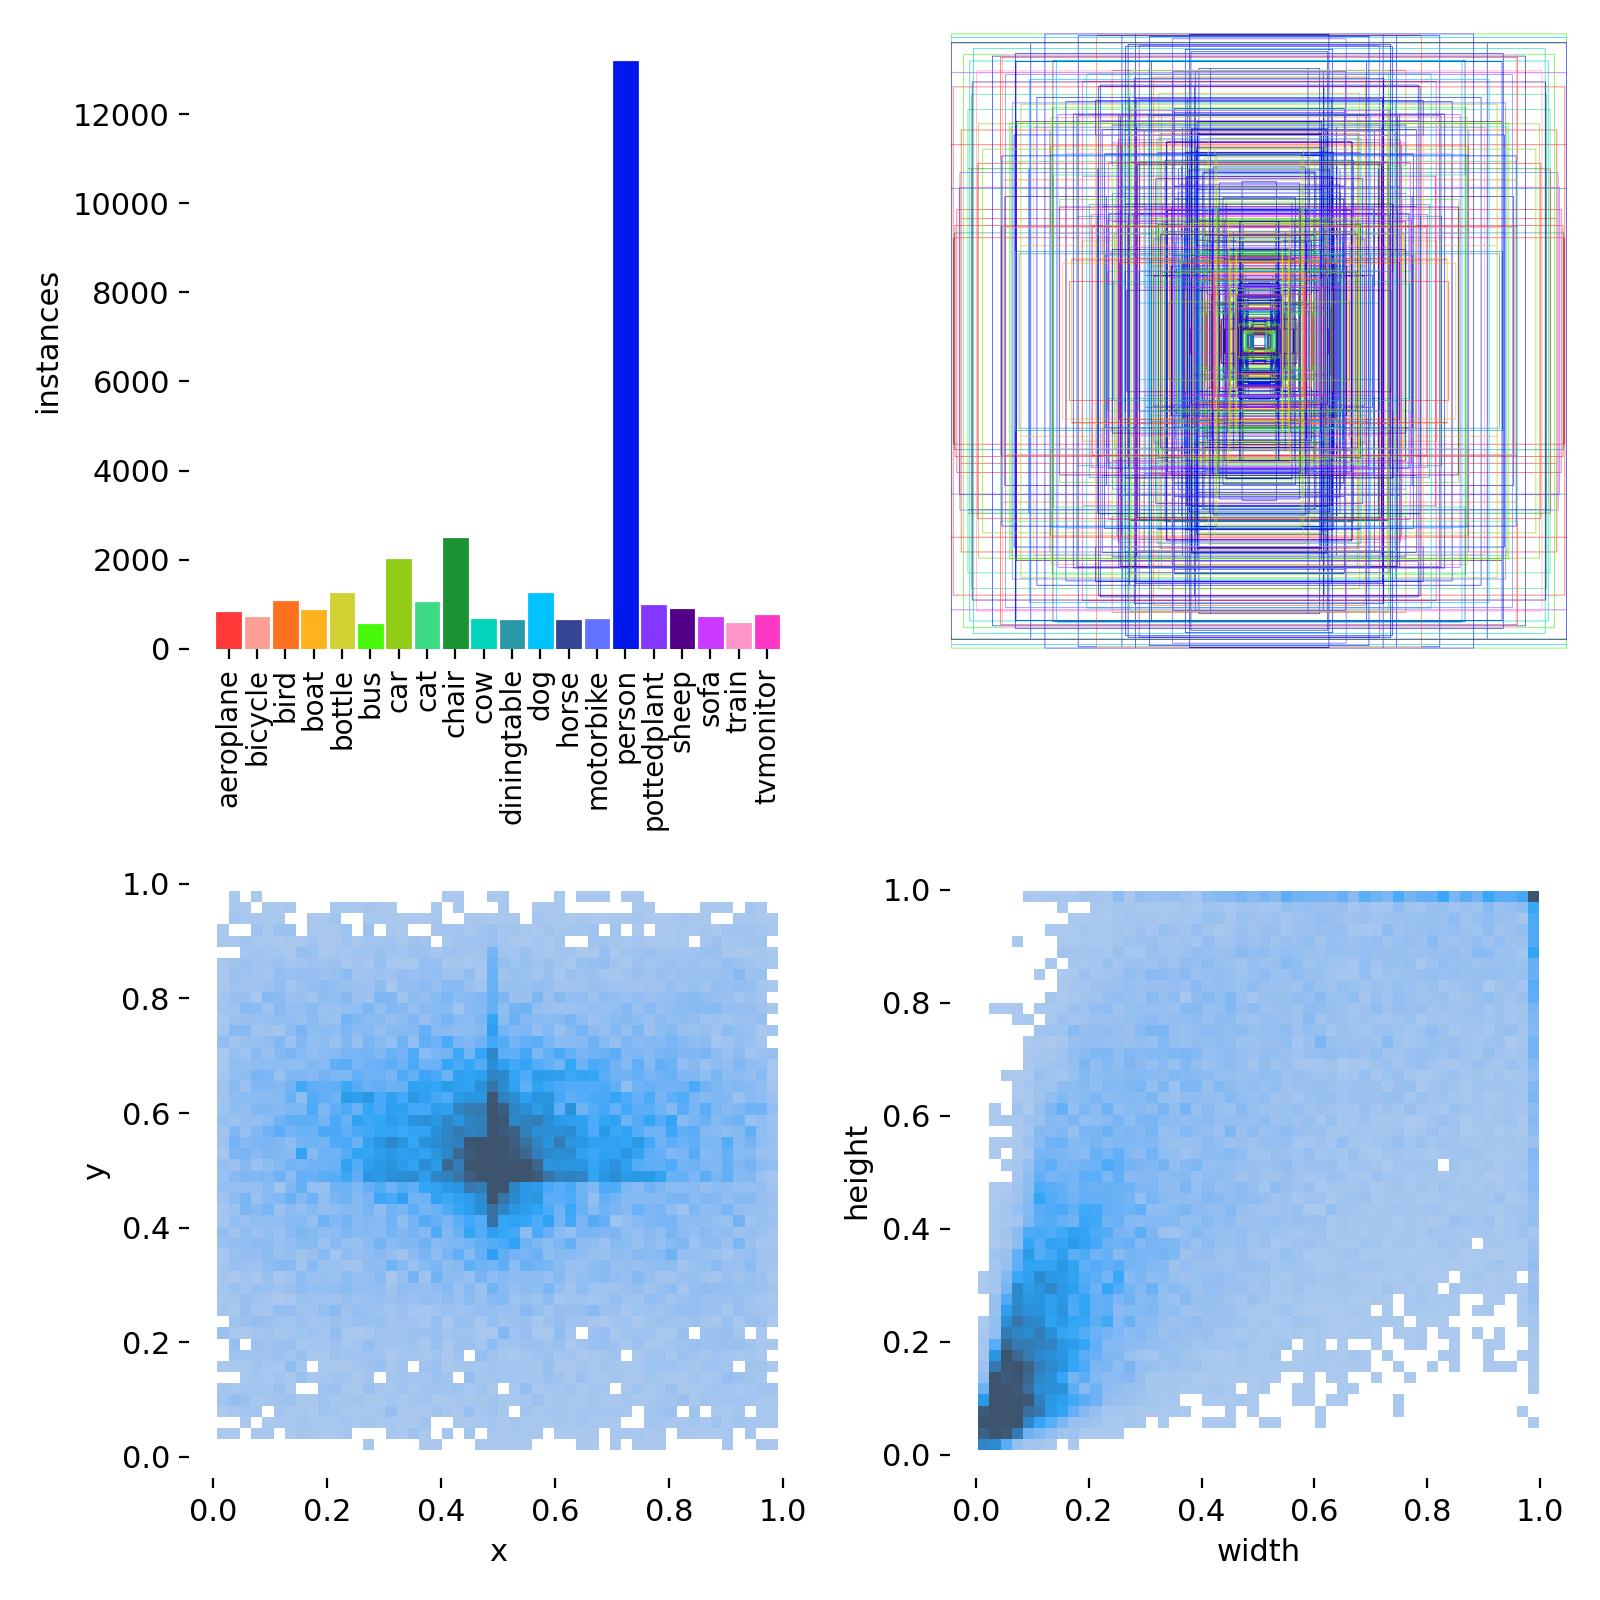 12000
10000
8000
6000
4000
2000
0
instances
aeroplane
bicycle
bird
boat
bottle
bus
car
cat
chair
cow
diningtable
dog
horse
motorbike
person
pottedplant
sheep
sofa
train
tvmonitor
1.0
0.8
0.6
0.4
0.2
0.0
y
0.0 0.2 0.4 0.6 0.8 1.0
x
1.0
0.8
0.6
0.4
0.2
0.0
height
0.0 0.2 0.4 0.6 0.8 1.0
width